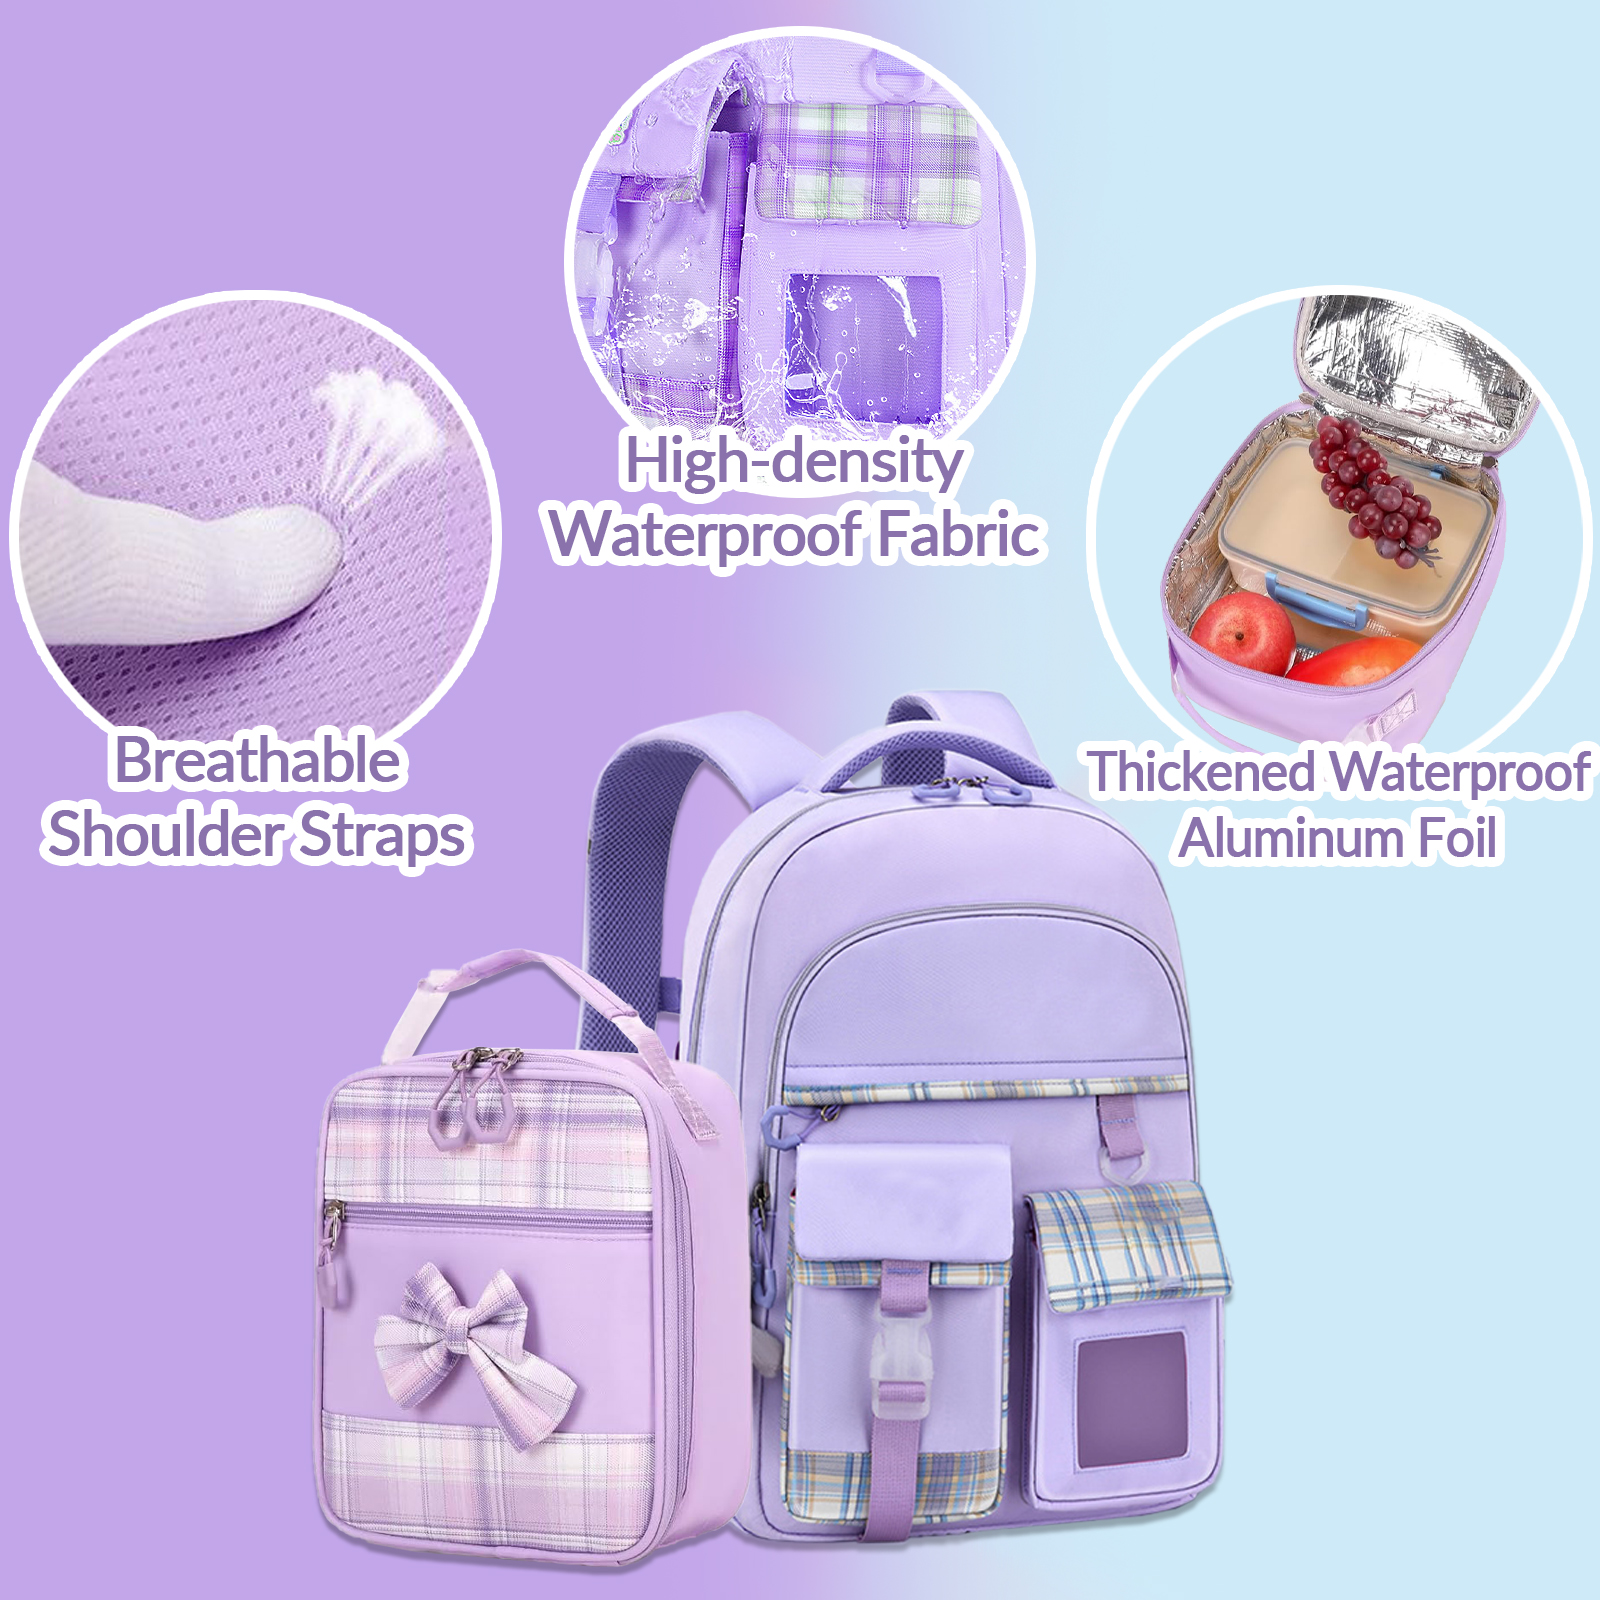 High-density
Waterproof Fabric
Breathable
Shoulder Straps
Thickened Waterproof
Aluminum Foil